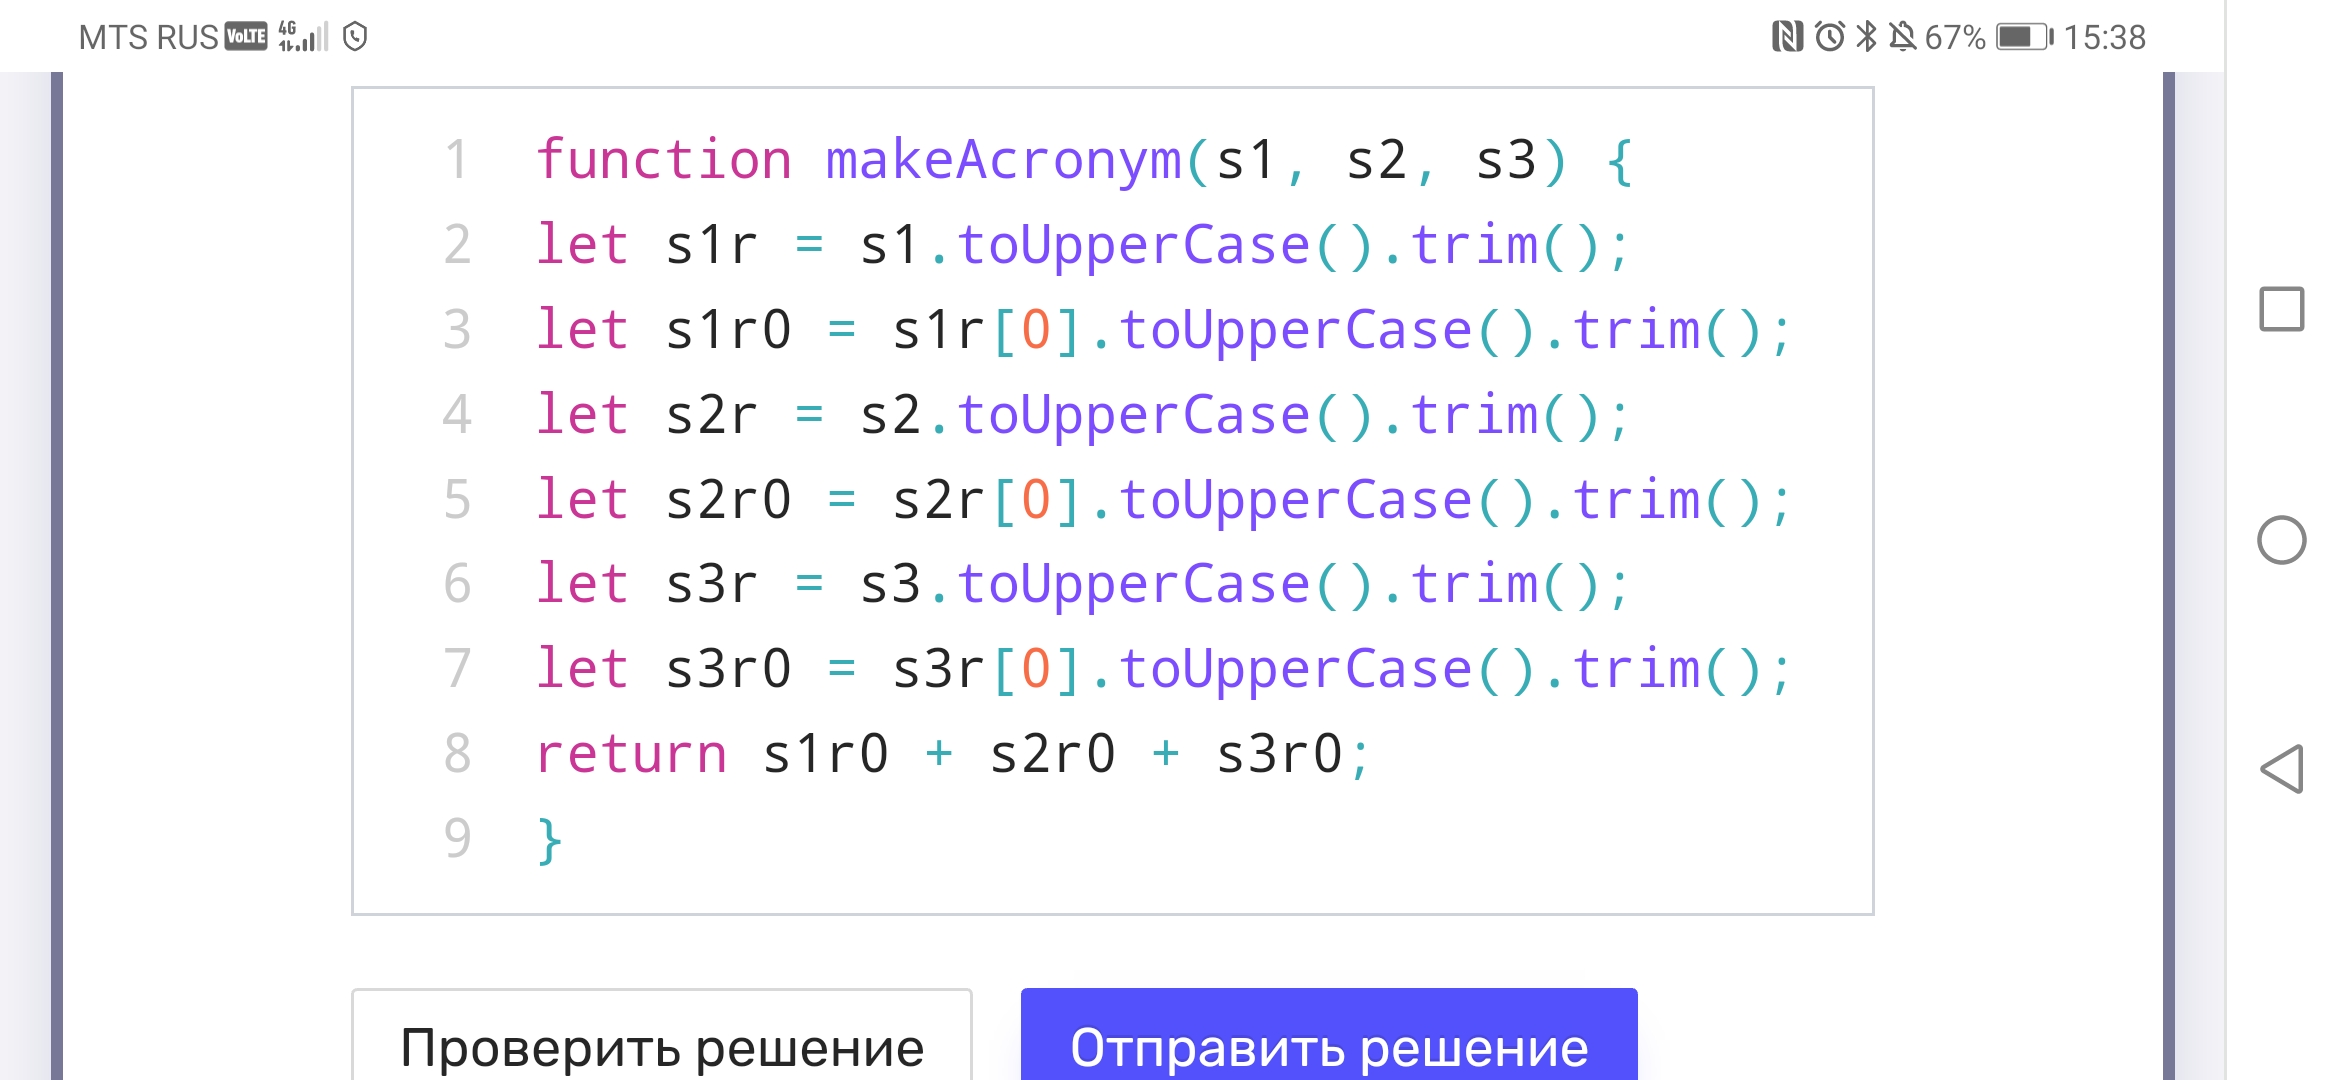 MTS RUS VoLTE 4G 67% 15:38
1 function makeAcronym(s1, s2, s3) {
2 let s1r = s1.toUpperCase().trim();
3 let s1r0 = s1r[0].toUpperCase().trim();
4 let s2r = s2.toUpperCase().trim();
5 let s2r0 = s2r[0].toUpperCase().trim();
6 let s3r = s3.toUpperCase().trim();
7 let s3r0 = s3r[0].toUpperCase().trim();
8 return s1r0 + s2r0 + s3r0;
9 }
Проверить решение Отправить решение